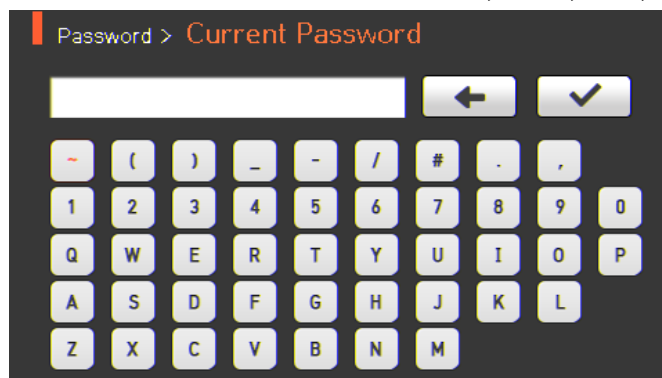 Password > Current Password
~ ( ) _ - / # . ,
1 2 3 4 5 6 7 8 9 0
Q W E R T Y U I O P
A S D F G H J K L
Z X C V B N M